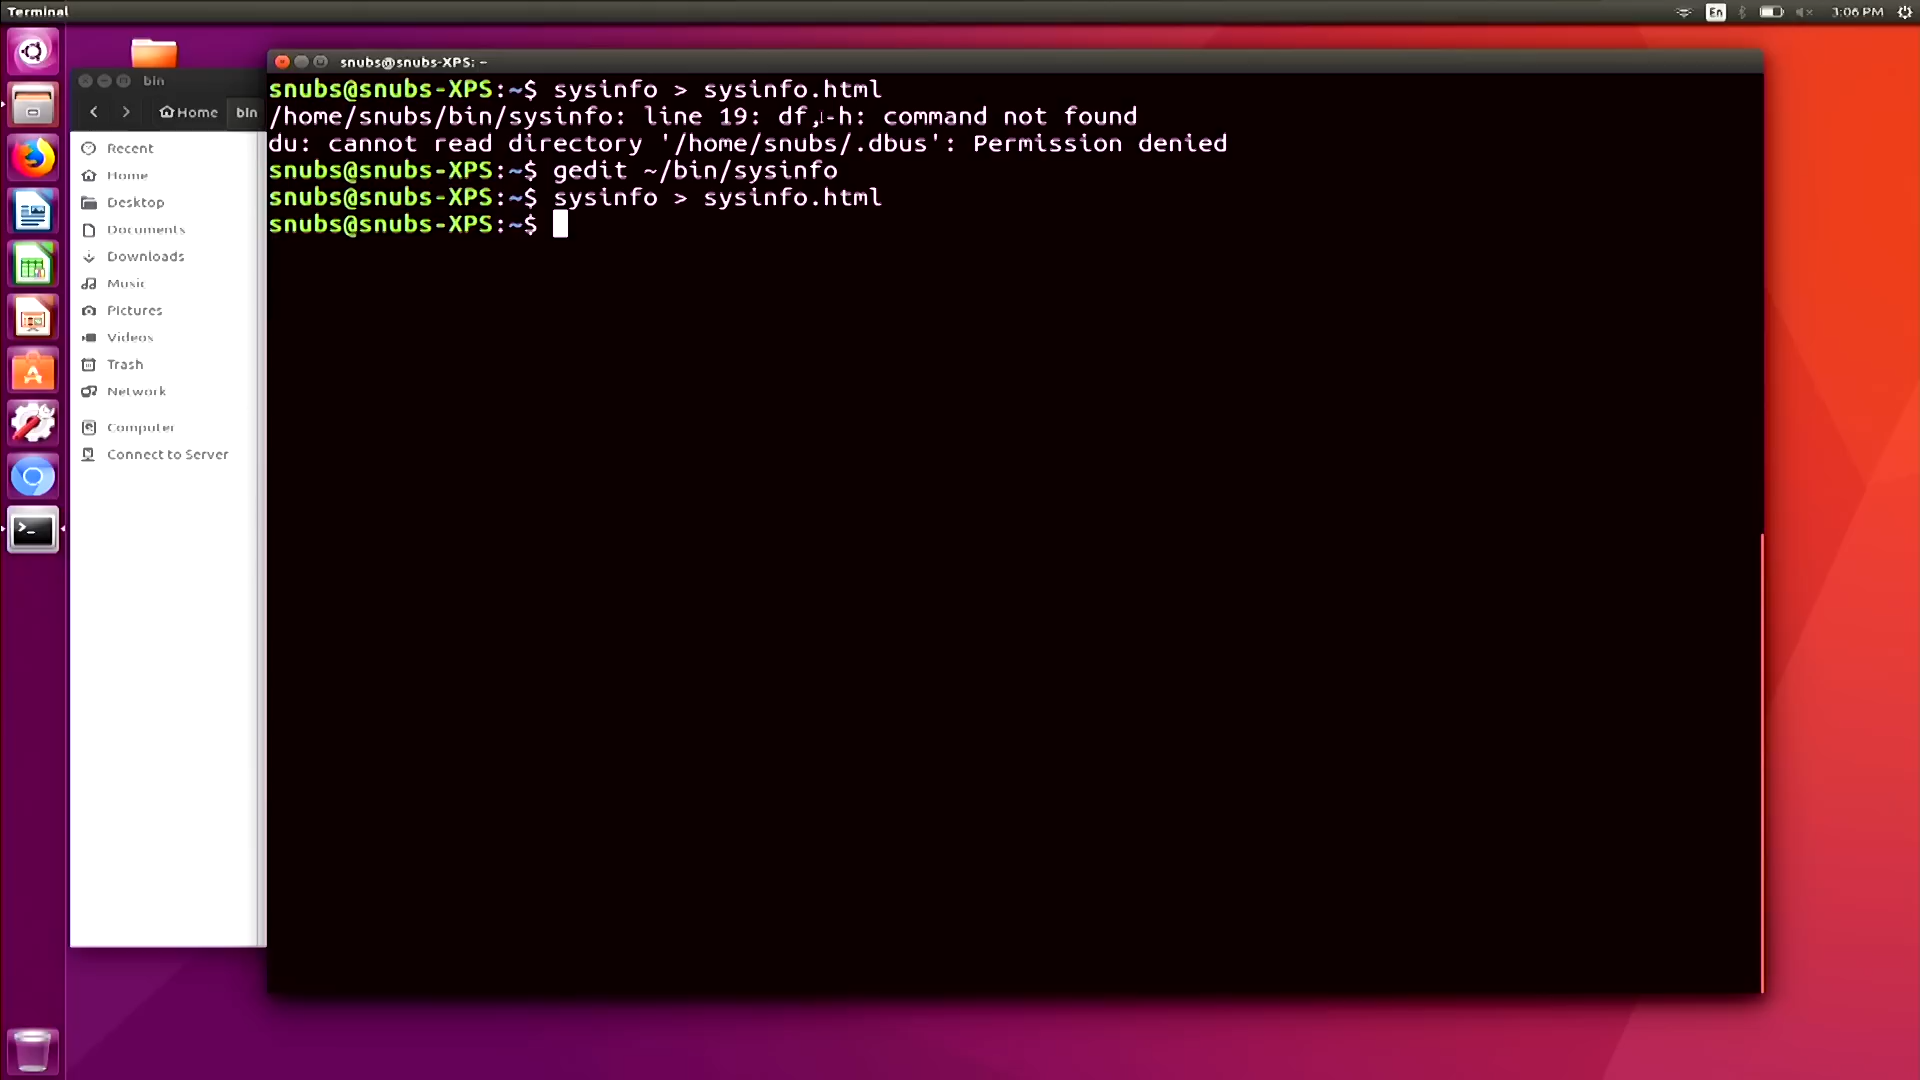 Terminal
En
3:06 PM
bin
Home
bin
Recent
Home
Desktop
Documents
Downloads
Music
Pictures
Videos
Trash
Network
Computer
Connect to Server
snubs@snubs-XPS: ~
snubs@snubs-XPS:~$ sysinfo > sysinfo.html
/home/snubs/bin/sysinfo: line 19: df,-h: command not found
du: cannot read directory '/home/snubs/.dbus': Permission denied
snubs@snubs-XPS:~$ gedit ~/bin/sysinfo
snubs@snubs-XPS:~$ sysinfo > sysinfo.html
snubs@snubs-XPS:~$